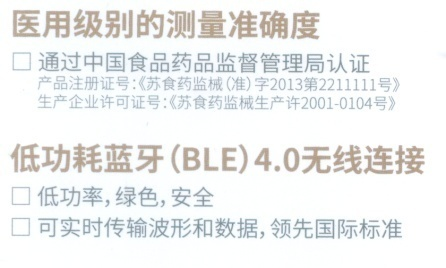 医用级别的测量准确度
□ 通过中国食品药品监督管理局认证
产品注册证号:《苏食药监械(准)字2013第2211111号》
生产企业许可证号:《苏食药监械生产许2001-0104号》
低功耗蓝牙(BLE)4.0无线连接
□ 低功率,绿色,安全
□ 可实时传输波形和数据,领先国际标准